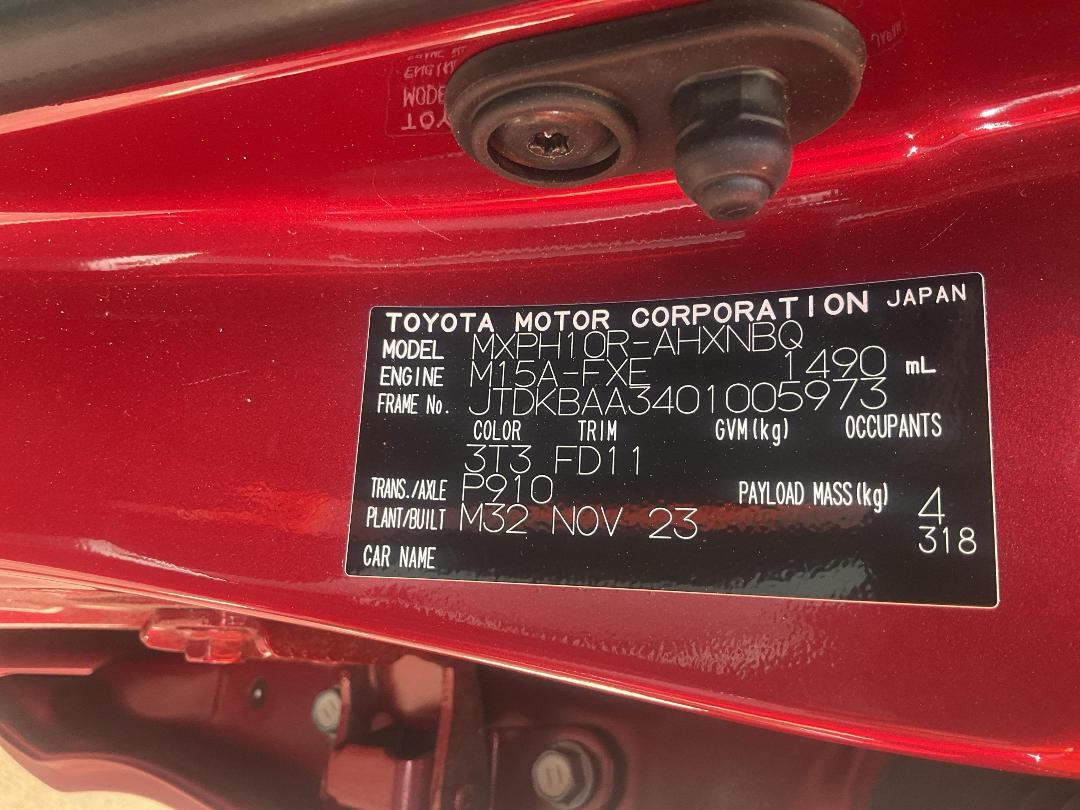 TOYOTA MOTOR CORPORATION JAPAN
MODEL MXPH10R-AHXNBQ
ENGINE M15A-FXE 1490 mL
FRAME No. JTDKBAA3401005973
COLOR TRIM GVM(kg) OCCUPANTS
3T3 FD11
TRANS./AXLE P910 PAYLOAD MASS(kg) 4
PLANT/BUILT M32 NOV 23 318
CAR NAME